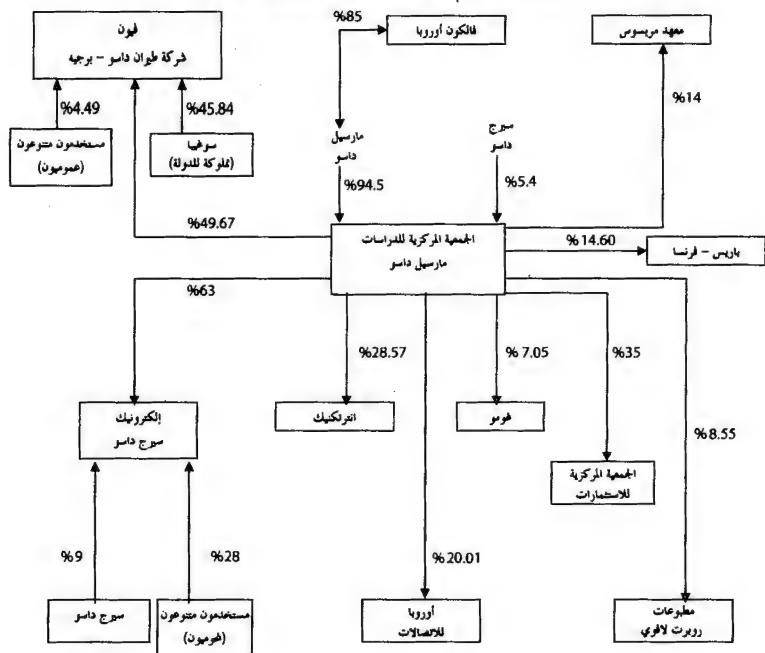 %85
فالكون أوروبا
معهد مريسوس
فيون
شركة طيران داسو – برجيه
%4.49
%45.84
%14
مستخدمون متنوعون
(عموميون)
سوغيبا
(مملوكة للدولة)
مارسيل
داسو
سيرج
داسو
%94.5
%5.4
%49.67
الجمعية المركزية للدراسات
مارسيل داسو
%14.60
باريس – فرنسا
%63
%28.57
%7.05
%35
%8.55
إلكترونيك
سيرج داسو
انترتكنيك
هومو
الجمعية المركزية
للاستثمارات
%9
%28
%20.01
سيرج داسو
مستخدمون متنوعون
أوروبا
للاتصالات
مطبوعات
روبرت لافوي